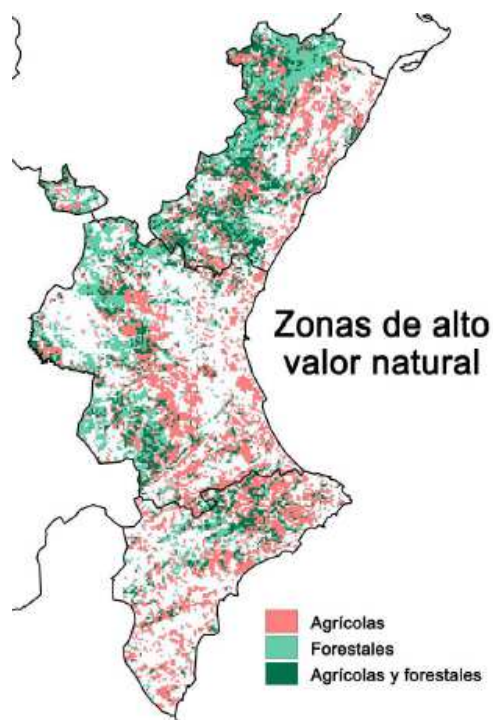 Zonas de alto
valor natural
Agrícolas
Forestales
Agrícolas y forestales